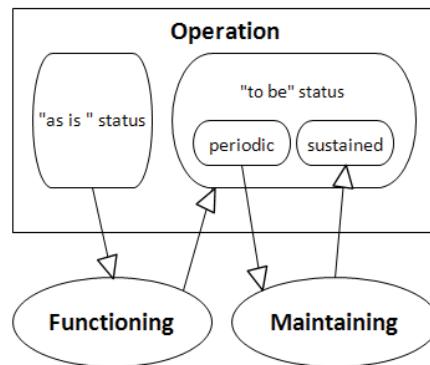 Operation
"as is " status
"to be" status
periodic
sustained
Functioning
Maintaining